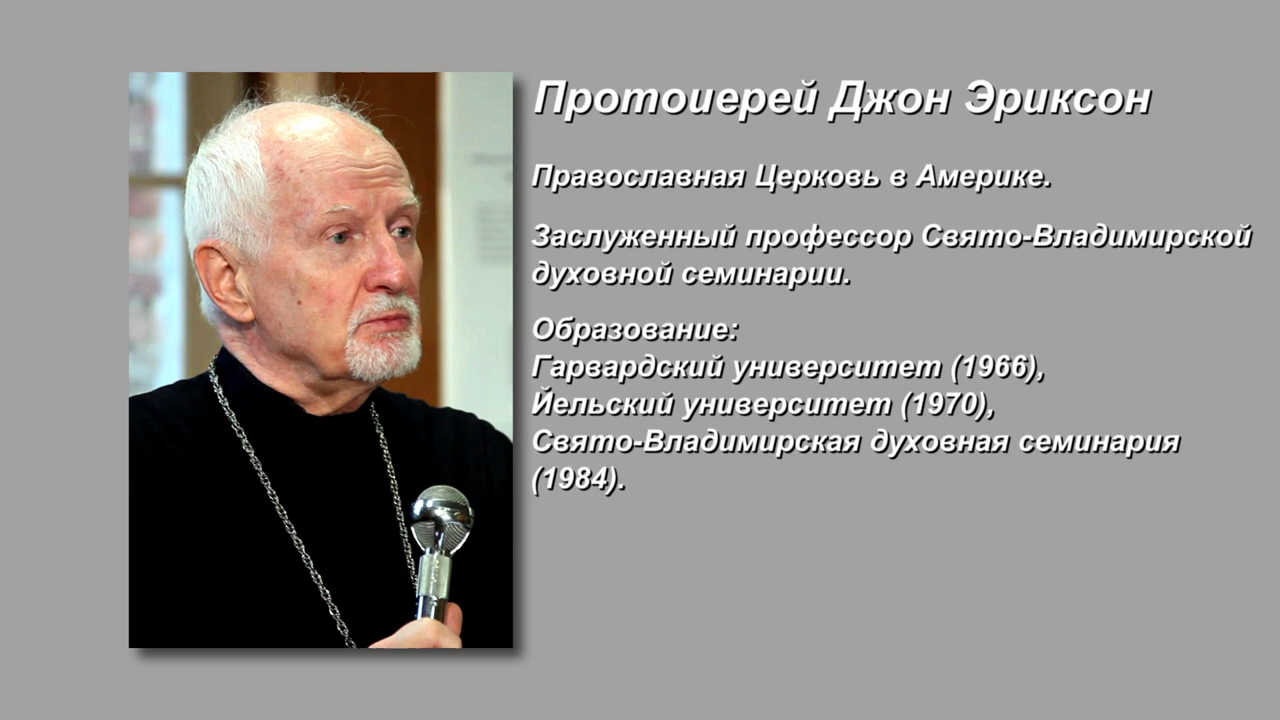 Протоиерей Джон Эриксон
Православная Церковь в Америке.
Заслуженный профессор Свято-Владимирской
духовной семинарии.
Образование:
Гарвардский университет (1966),
Йельский университет (1970),
Свято-Владимирская духовная семинария
(1984).